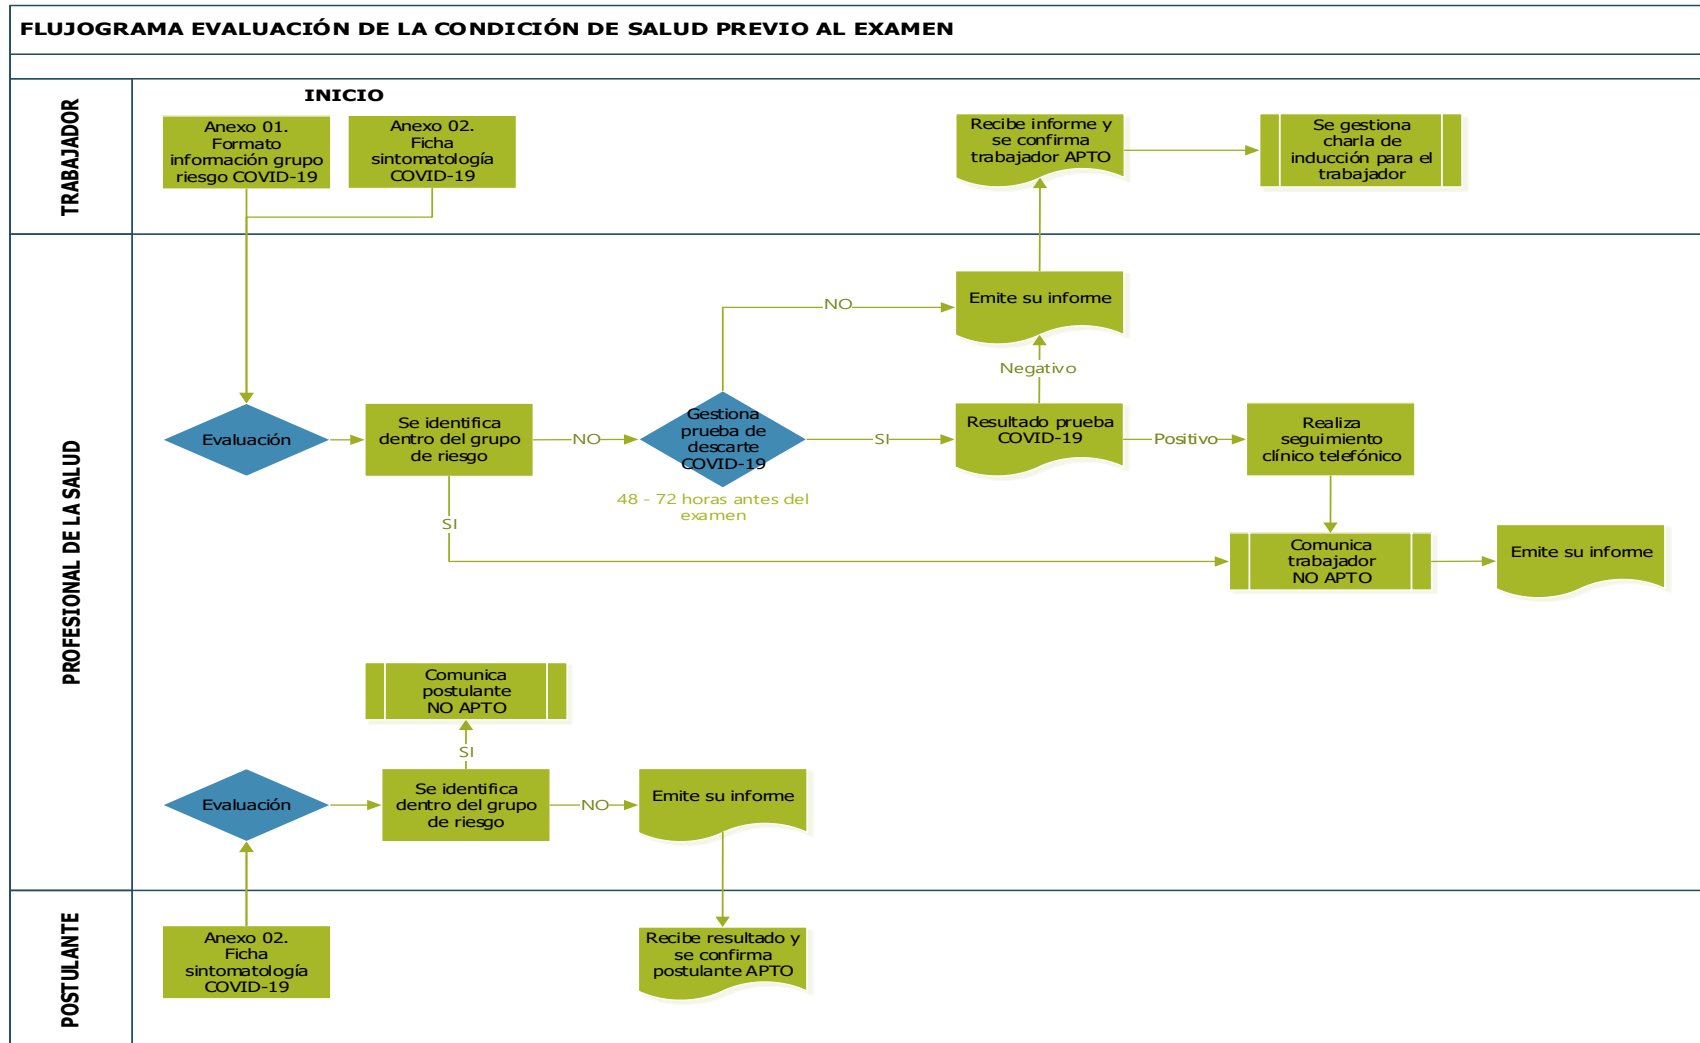 FLUJOGRAMA EVALUACIÓN DE LA CONDICIÓN DE SALUD PREVIO AL EXAMEN
TRABAJADOR
INICIO
Anexo 01.
Formato
información grupo
riesgo COVID-19
Anexo 02.
Ficha
sintomatología
COVID-19
Recibe informe y
se confirma
trabajador APTO
Se gestiona
charla de
inducción para el
trabajador
PROFESIONAL DE LA SALUD
Emite su informe
NO
Negativo
Evaluación
Se identifica
dentro del grupo
de riesgo
NO
Gestiona
prueba de
descarte
COVID-19
48 - 72 horas antes del
examen
SI
Resultado prueba
COVID-19
Positivo
Realiza
seguimiento
clínico telefónico
SI
Comunica
trabajador
NO APTO
Emite su informe
Comunica
postulante
NO APTO
SI
Evaluación
Se identifica
dentro del grupo
de riesgo
NO
Emite su informe
POSTULANTE
Anexo 02.
Ficha
sintomatología
COVID-19
Recibe resultado y
se confirma
postulante APTO